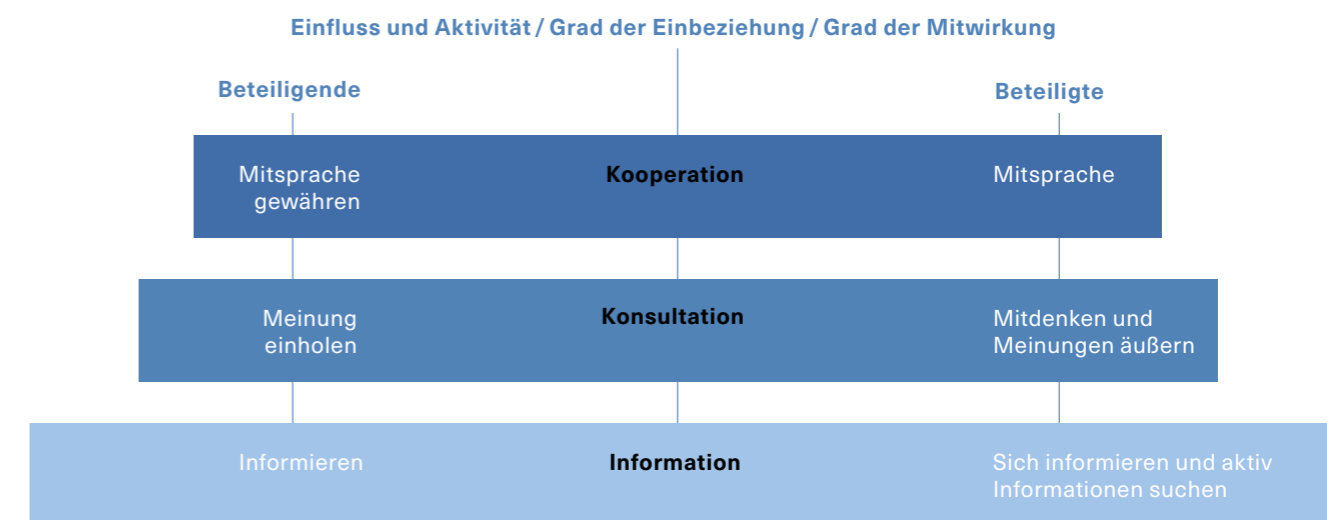 Einfluss und Aktivität / Grad der Einbeziehung / Grad der Mitwirkung
Beteiligende
Beteiligte
Mitsprache
gewähren
Kooperation
Mitsprache
Meinung
einholen
Konsultation
Mitdenken und
Meinungen äußern
Informieren
Information
Sich informieren und aktiv
Informationen suchen